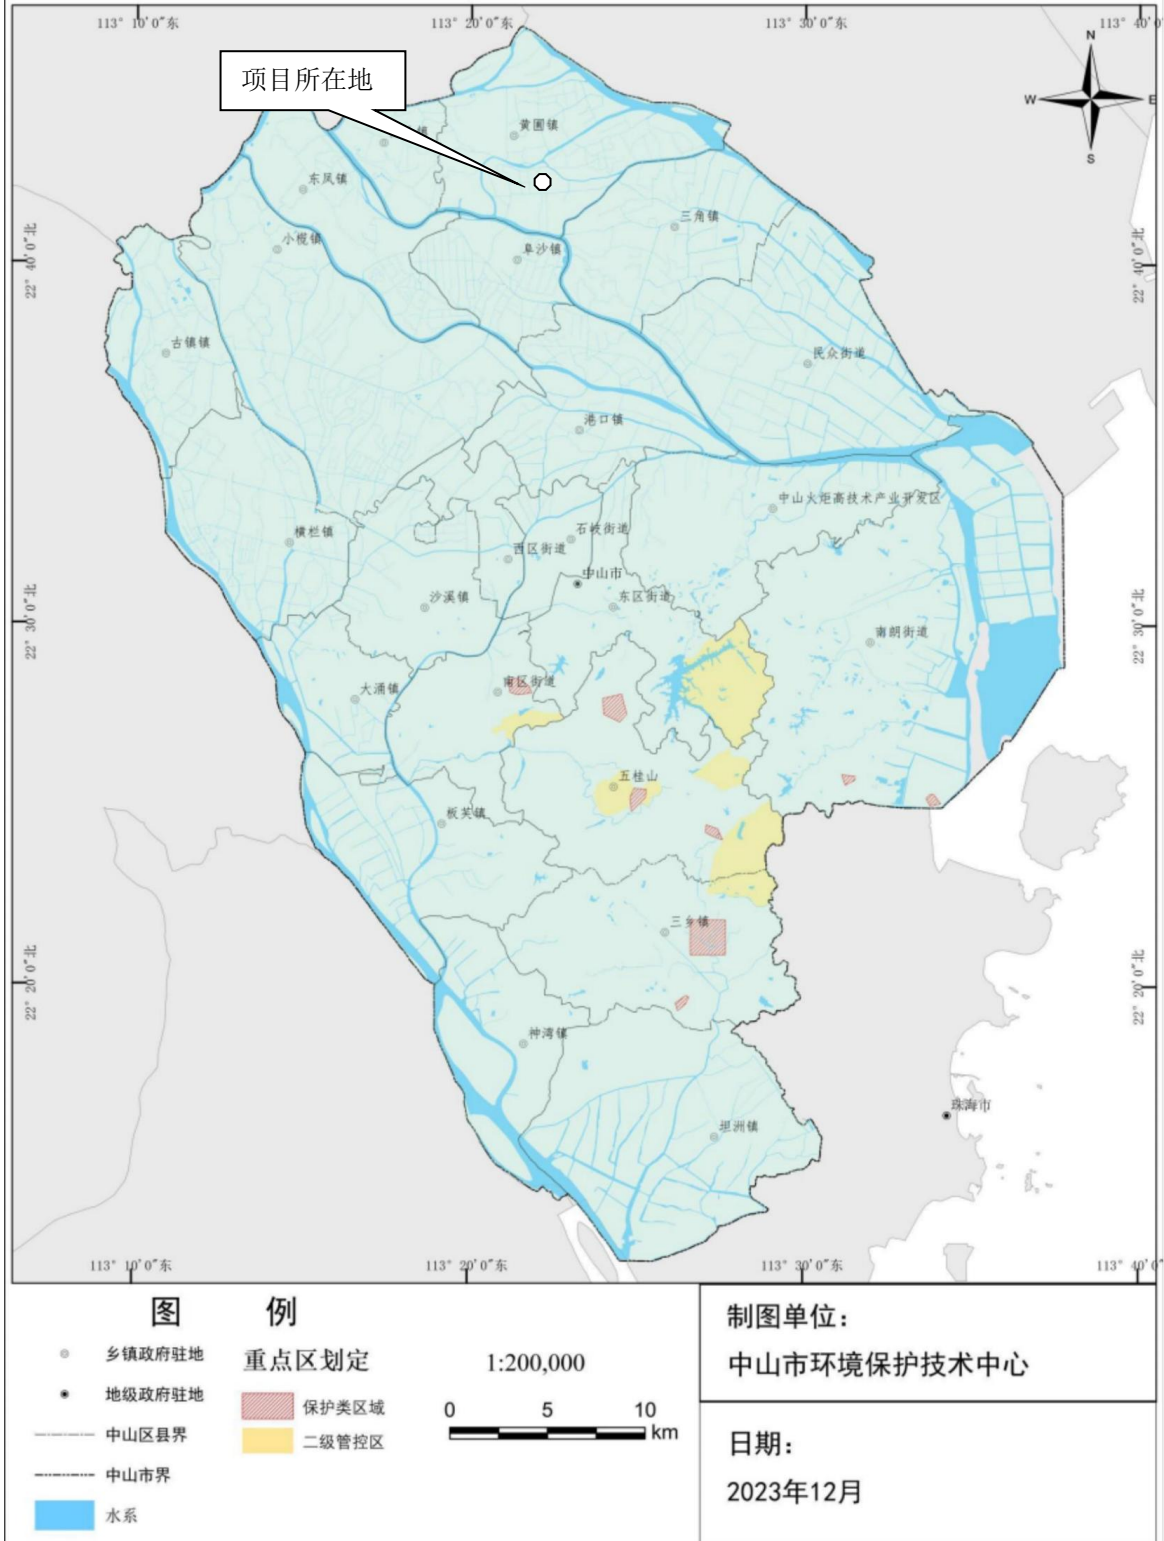 113° 10′0″东
113° 20′0″东
113° 30′0″东
113° 40′0
N
W
E
S
项目所在地
镇
黄圃镇
东凤镇
三角镇
小榄镇
阜沙镇
22° 40′0″北
22° 40′0″北
古镇镇
民众街道
港口镇
中山火炬高技术产业开发区
横栏镇
石岐街道
西区街道
中山市
沙溪镇
东区街道
22° 30′0″北
22° 30′0″北
南朗街道
大涌镇
南区街道
五桂山
板芙镇
三乡镇
22° 20′0″北
22° 20′0″北
神湾镇
珠海市
坦洲镇
113° 10′0″东
113° 20′0″东
113° 30′0″东
113° 40′0
图 例
乡镇政府驻地
地级政府驻地
中山区县界
中山市界
水系
重点区划定
保护类区域
二级管控区
1:200,000
0 5 10
km
制图单位：
中山市环境保护技术中心
日期：
2023年12月